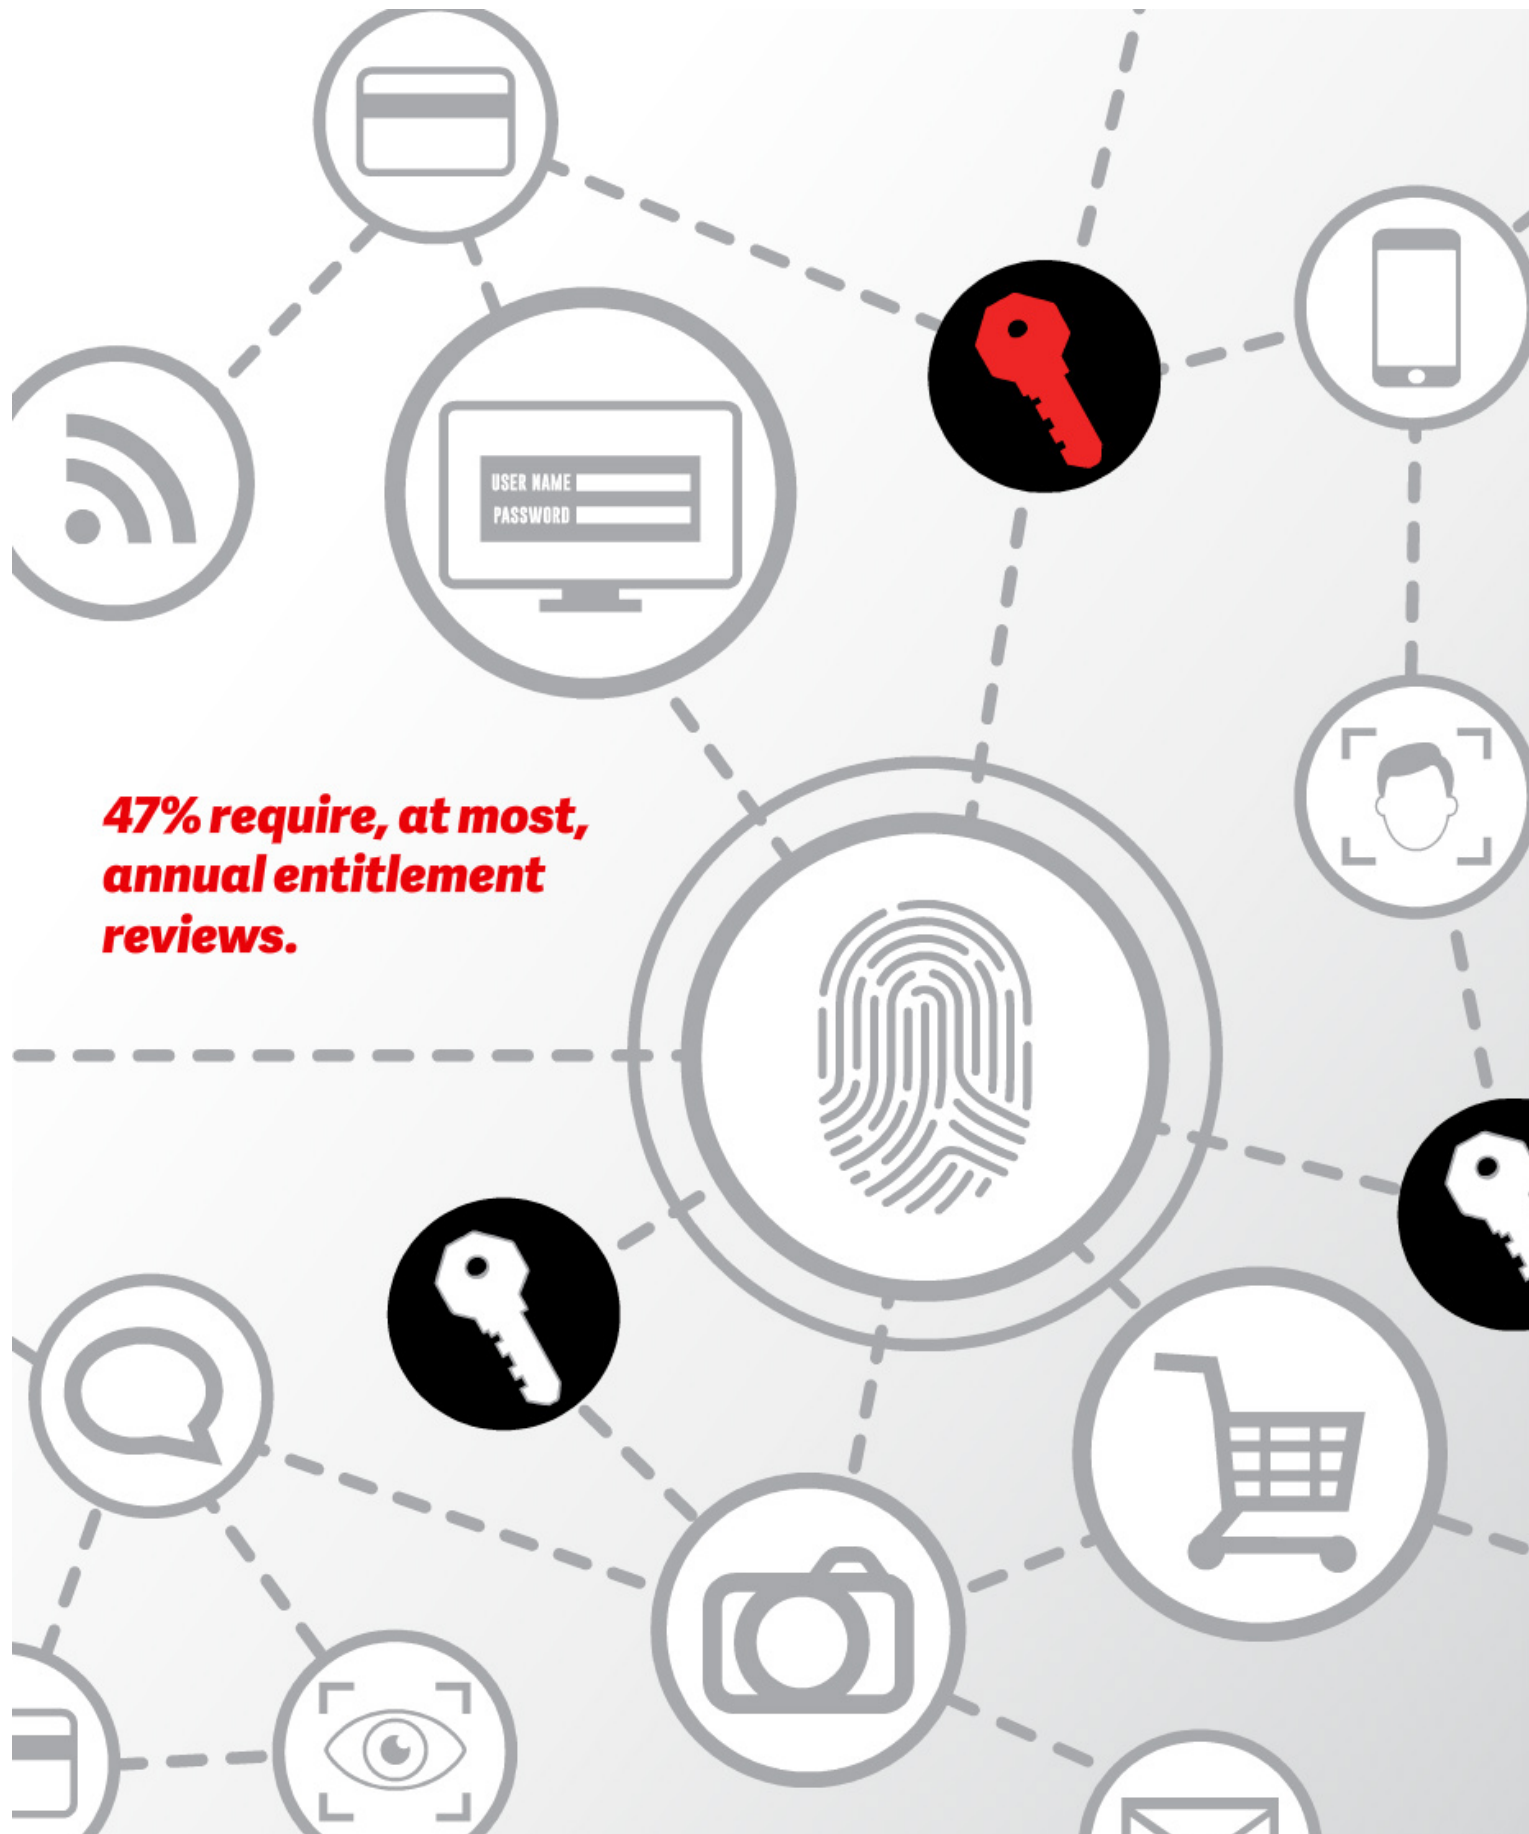 USER NAME
PASSWORD
47% require, at most,
annual entitlement
reviews.